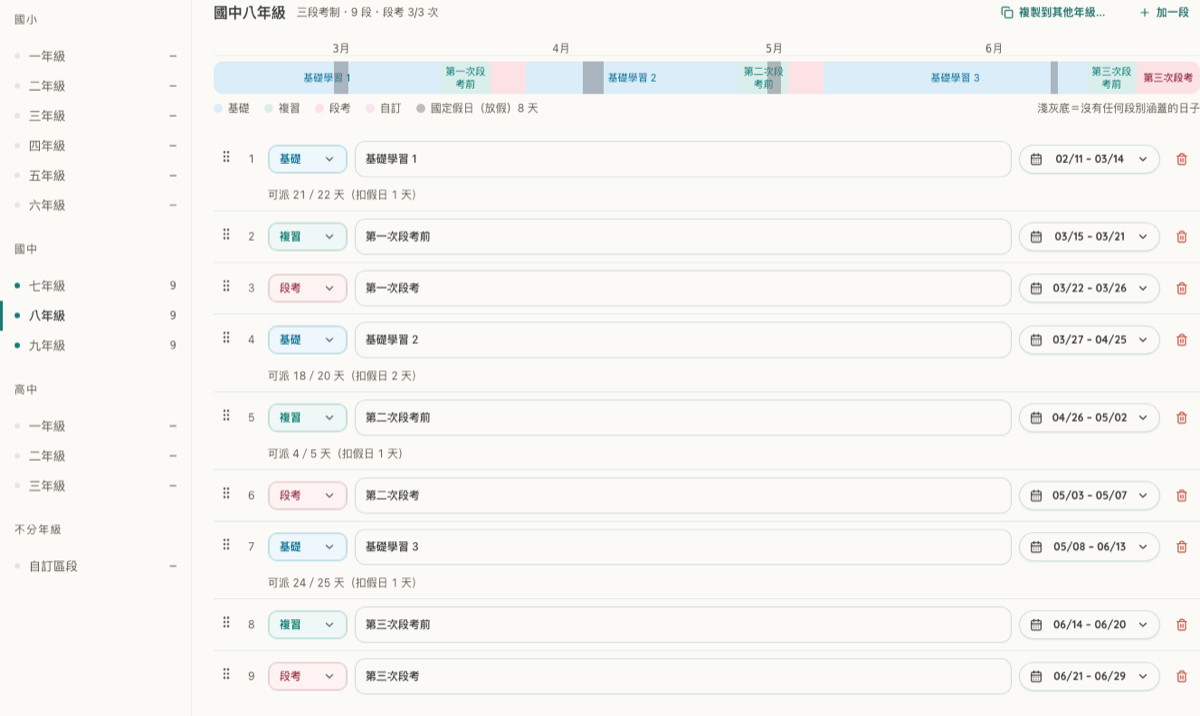 國小
一年級 –
二年級 –
三年級 –
四年級 –
五年級 –
六年級 –
國中
七年級 9
八年級 9
九年級 9
高中
一年級 –
二年級 –
三年級 –
不分年級
自訂區段 –
國中八年級 三段考制 · 9 段 · 段考 3/3 次 複製到其他年級... + 加一段
3月 4月 5月 6月
基礎學習 1 第一次段考前 基礎學習 2 第二次段考前 基礎學習 3 第三次段考前 第三次段考
基礎 複習 段考 自訂 國定假日（放假）8 天 淺灰底＝沒有任何段別涵蓋的日子
1 基礎 基礎學習 1 02/11 – 03/14
可派 21 / 22 天（扣假日 1 天）
2 複習 第一次段考前 03/15 – 03/21
3 段考 第一次段考 03/22 – 03/26
4 基礎 基礎學習 2 03/27 – 04/25
可派 18 / 20 天（扣假日 2 天）
5 複習 第二次段考前 04/26 – 05/02
可派 4 / 5 天（扣假日 1 天）
6 段考 第二次段考 05/03 – 05/07
7 基礎 基礎學習 3 05/08 – 06/13
可派 24 / 25 天（扣假日 1 天）
8 複習 第三次段考前 06/14 – 06/20
9 段考 第三次段考 06/21 – 06/29